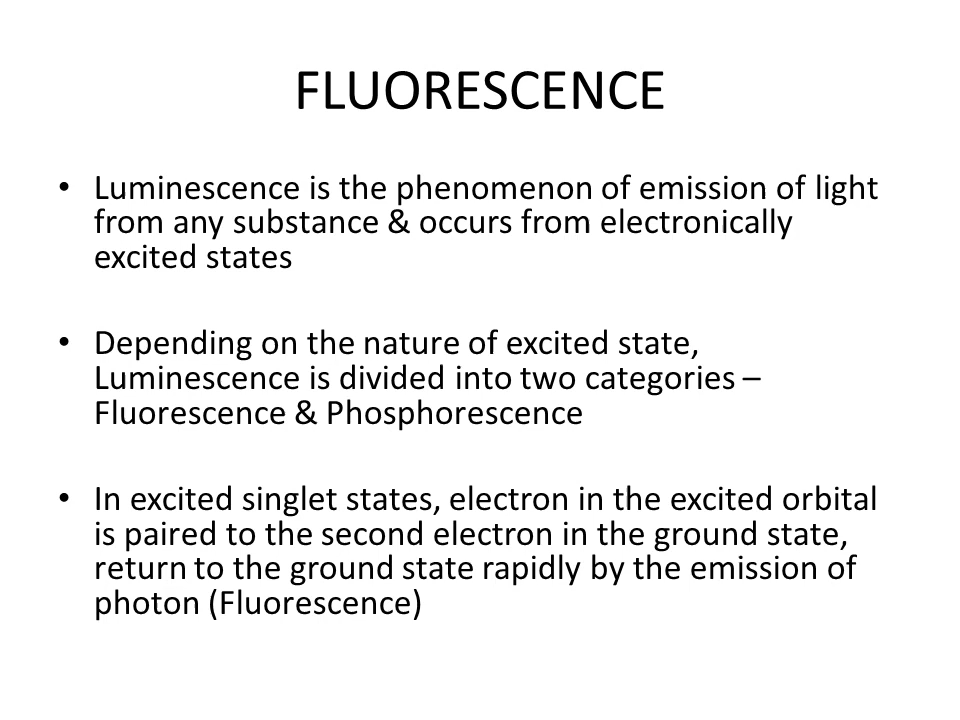 FLUORESCENCE
• Luminescence is the phenomenon of emission of light
from any substance & occurs from electronically
excited states
• Depending on the nature of excited state,
Luminescence is divided into two categories –
Fluorescence & Phosphorescence
• In excited singlet states, electron in the excited orbital
is paired to the second electron in the ground state,
return to the ground state rapidly by the emission of
photon (Fluorescence)